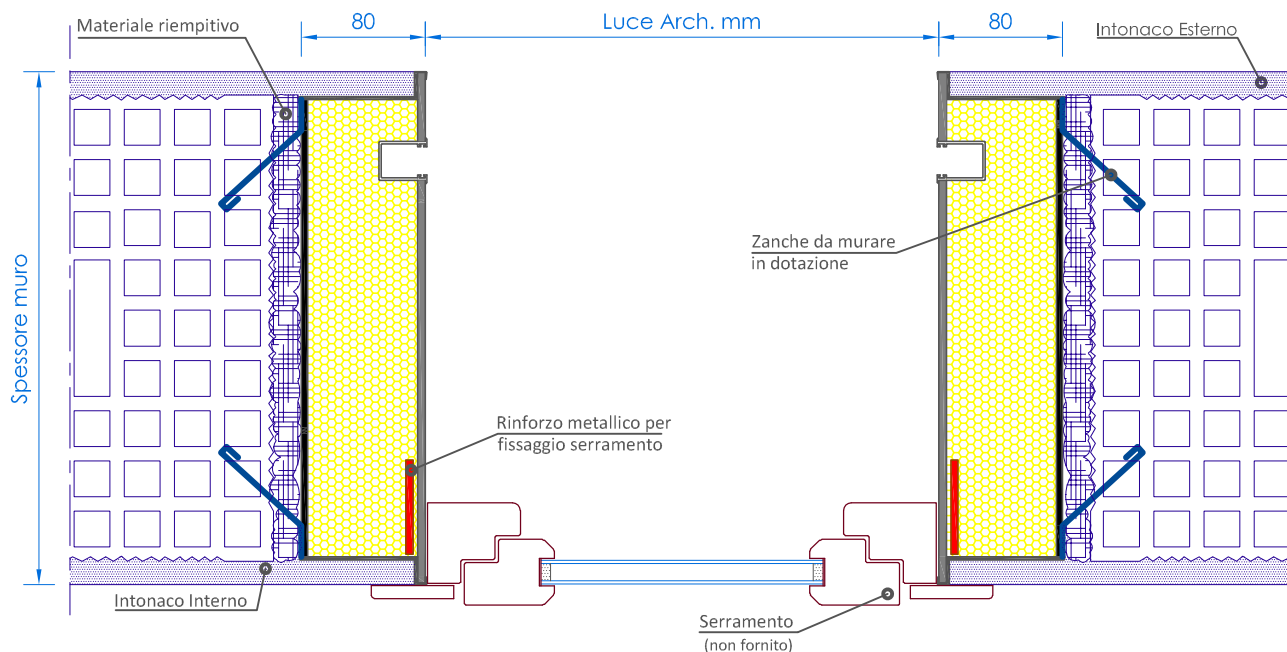 Materiale riempitivo
80
Luce Arch. mm
80
Intonaco Esterno
Spessore muro
Zanche da murare
in dotazione
Rinforzo metallico per
fissaggio serramento
Intonaco Interno
Serramento
(non fornito)